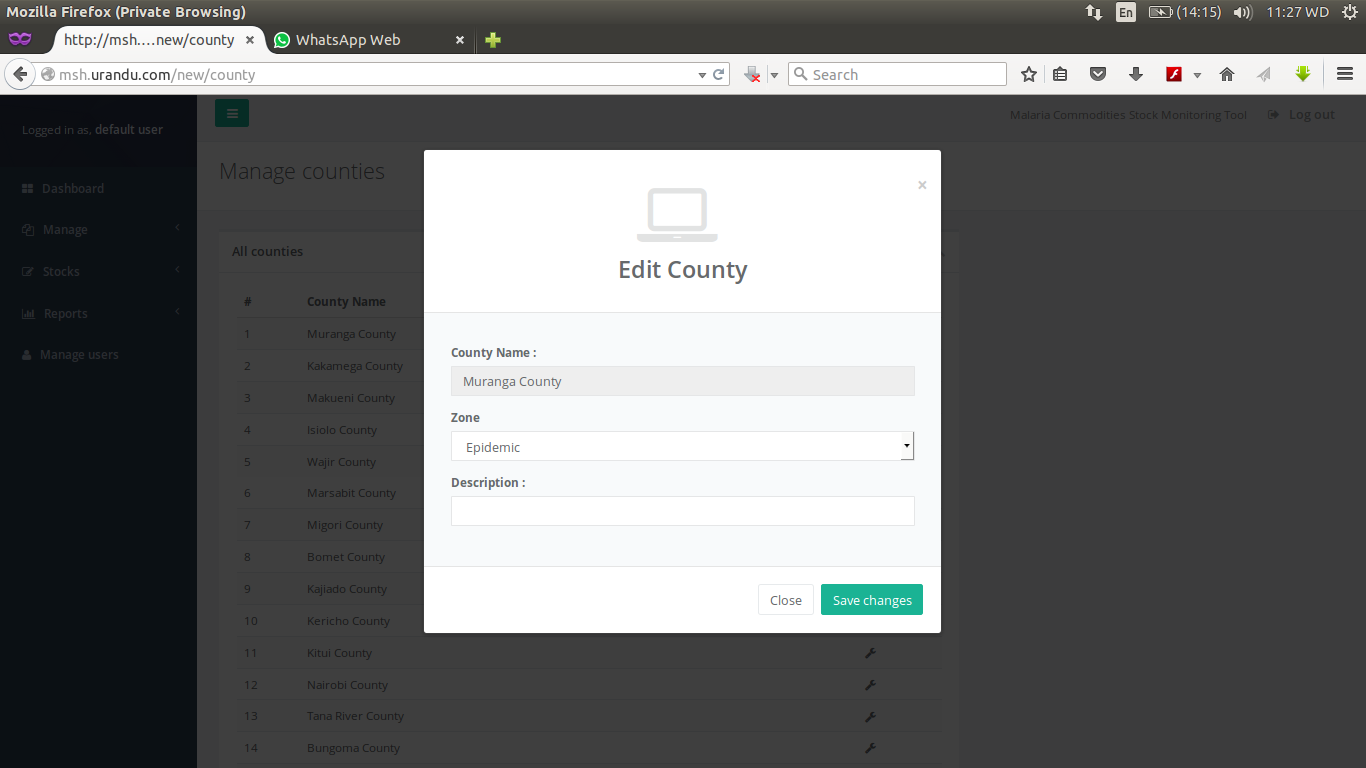 Mozilla Firefox (Private Browsing)
En
(14:15)
11:27 WD
http://msh....new/county
WhatsApp Web
msh.urandu.com/new/county
Search
Logged in as, default user
Malaria Commodities Stock Monitoring Tool
Log out
Dashboard
Manage
Stocks
Reports
Manage users
Manage counties
All counties
# County Name
1 Muranga County
2 Kakamega County
3 Makueni County
4 Isiolo County
5 Wajir County
6 Marsabit County
7 Migori County
8 Bomet County
9 Kajiado County
10 Kericho County
11 Kitui County
12 Nairobi County
13 Tana River County
14 Bungoma County
×
Edit County
County Name :
Muranga County
Zone
Epidemic
Description :
Close
Save changes